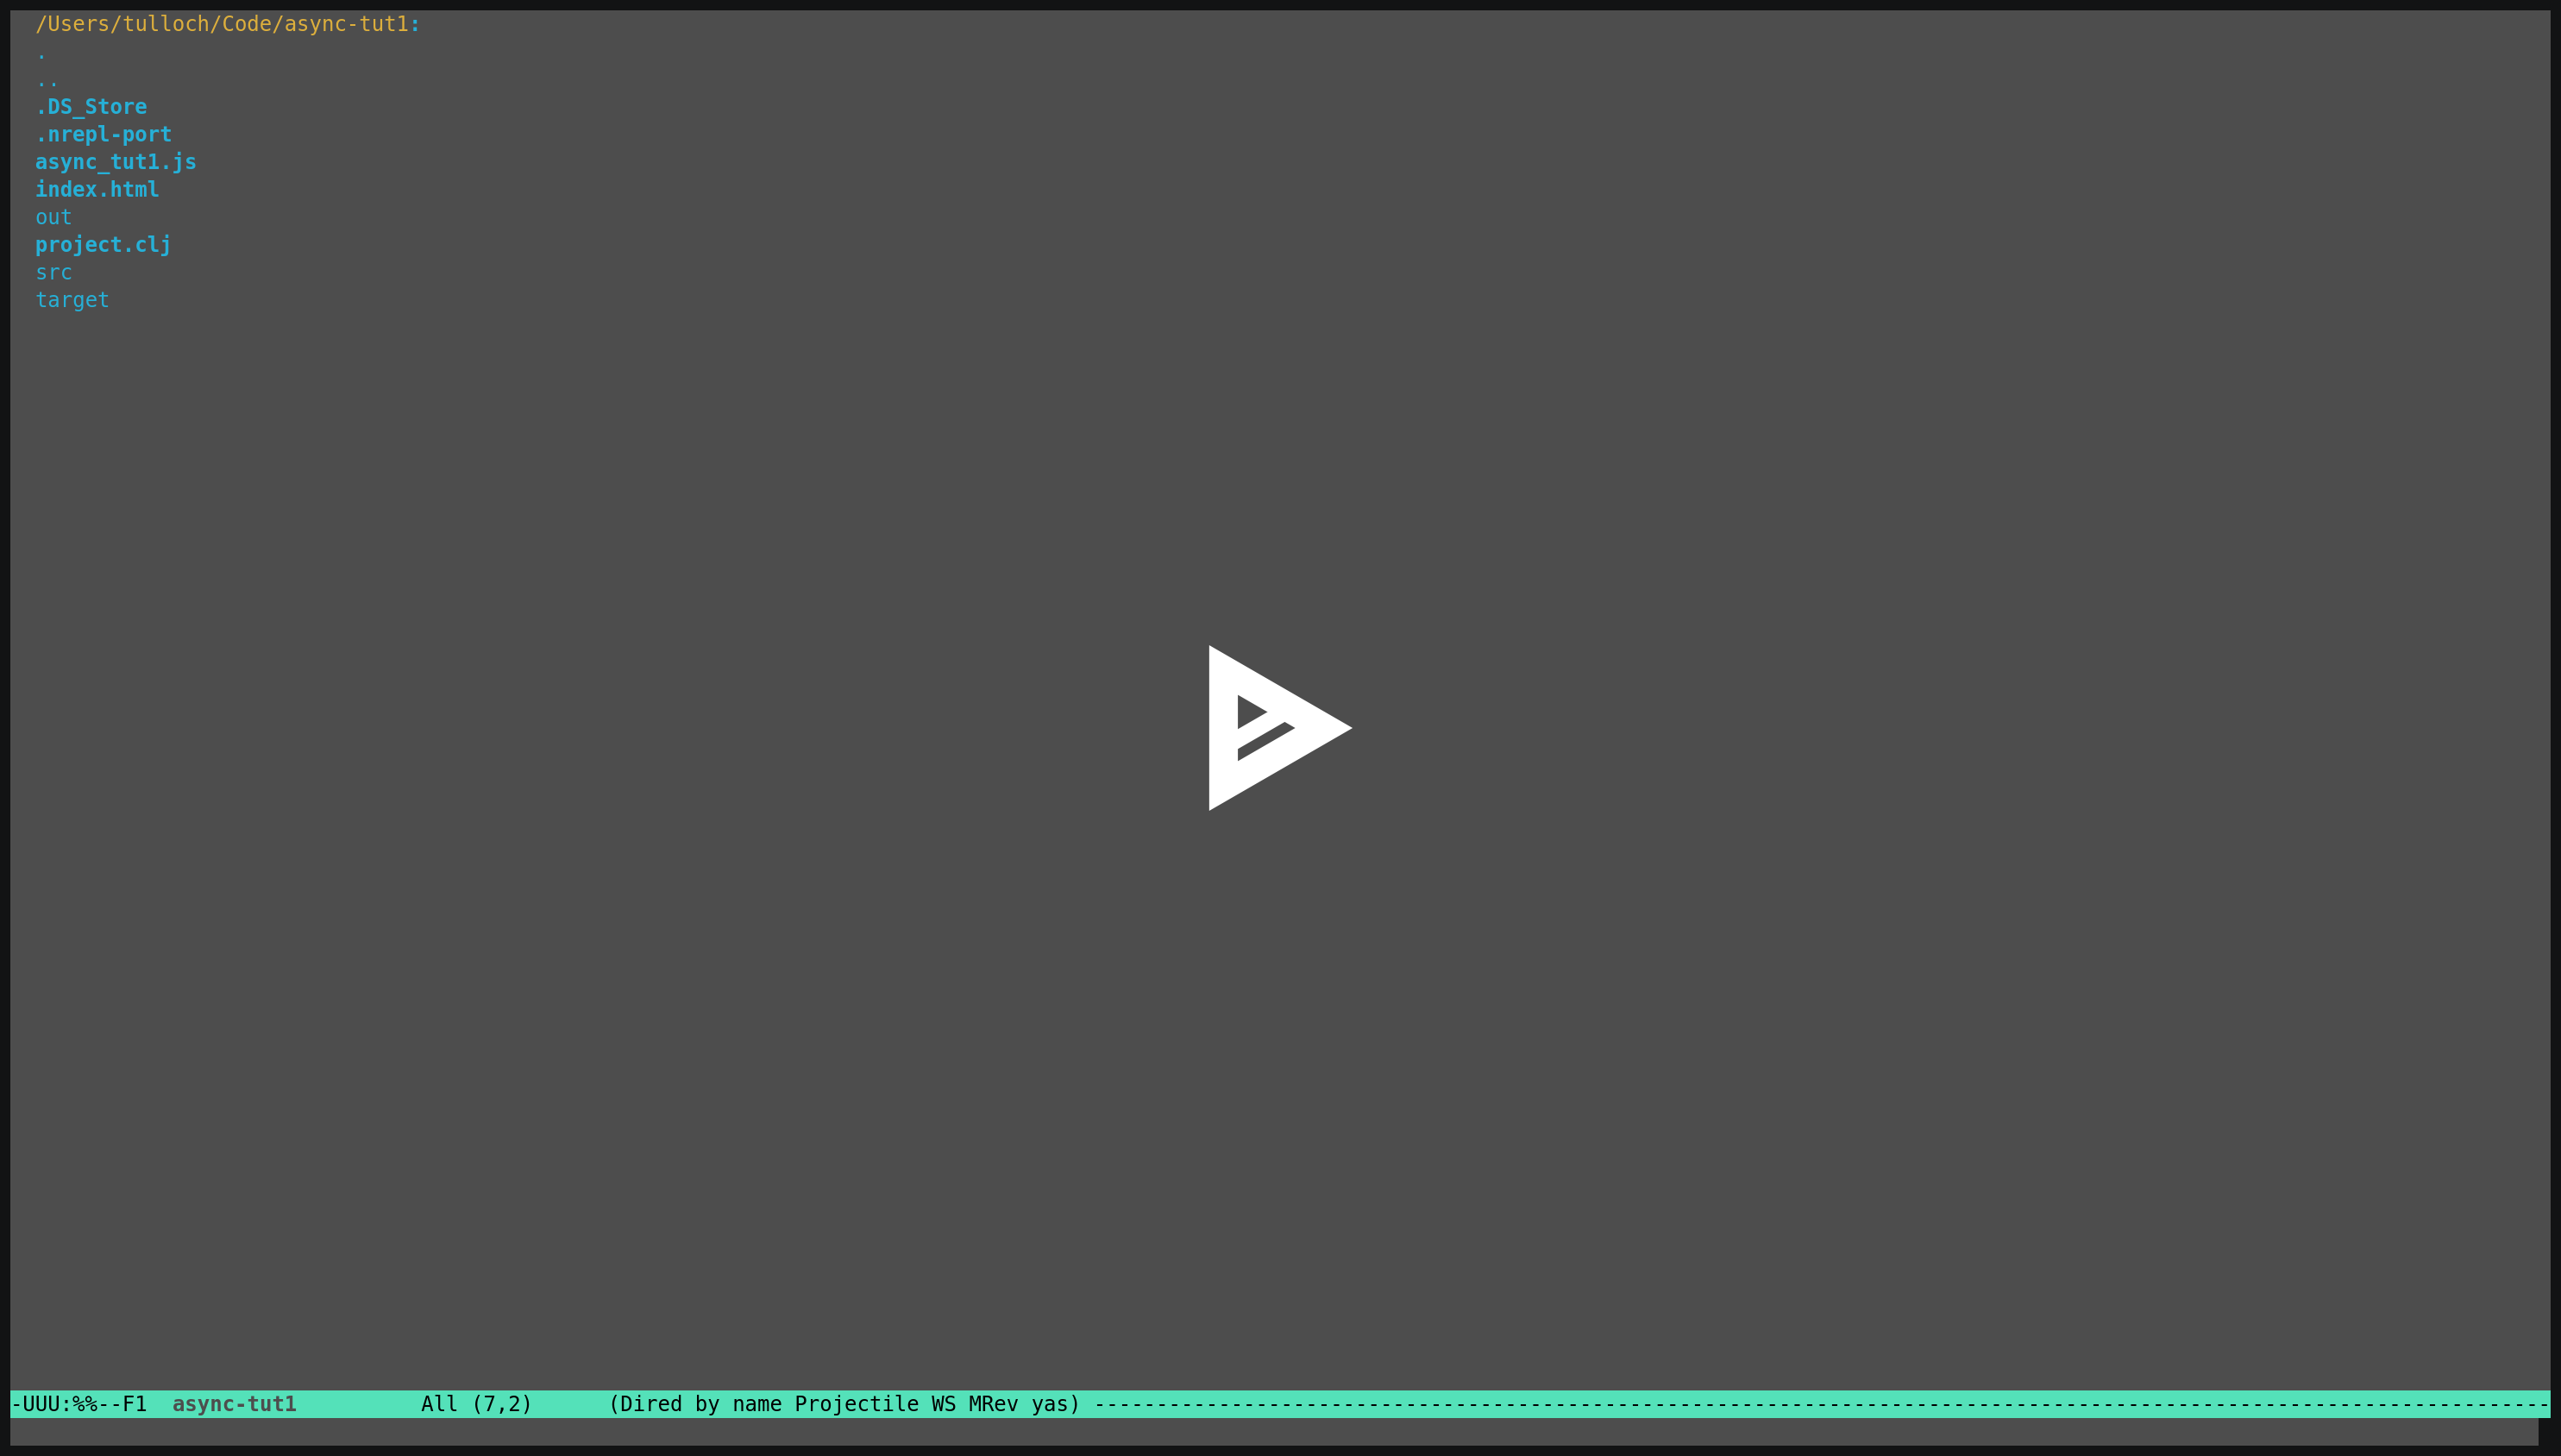 /Users/tulloch/Code/async-tut1:
.
..
.DS_Store
.nrepl-port
async_tut1.js
index.html
out
project.clj
src
target
-UUU:%%--F1  async-tut1          All (7,2)      (Dired by name Projectile WS MRev yas) ---------------------------------------------------------------------------------------------------------------------